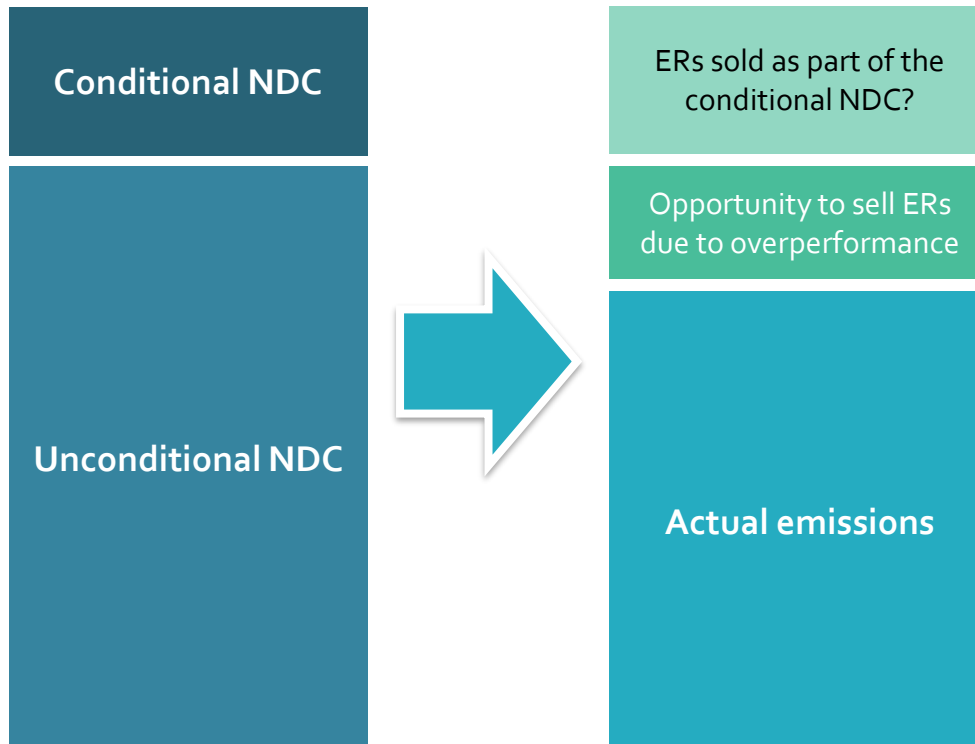 Conditional NDC
Unconditional NDC
ERs sold as part of the
conditional NDC?
Opportunity to sell ERs
due to overperformance
Actual emissions